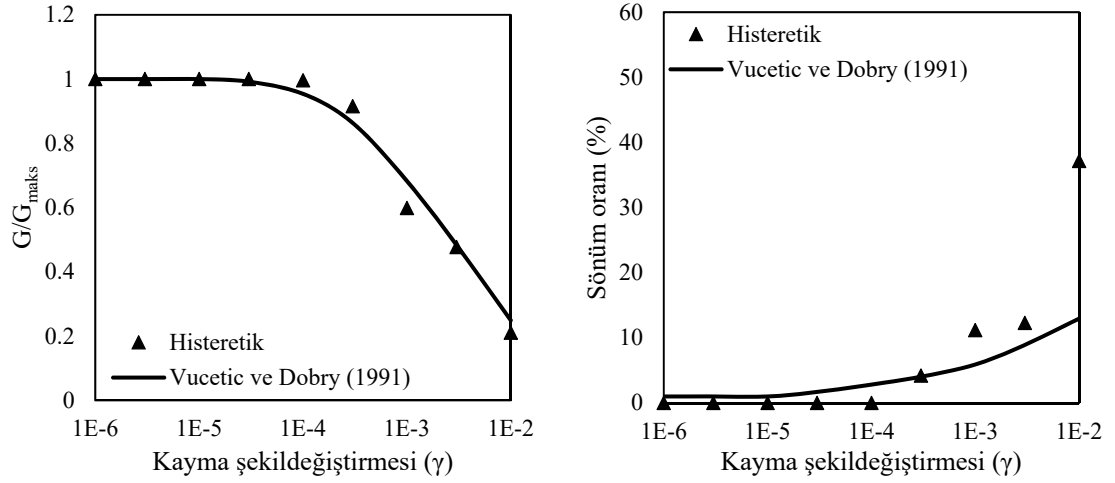 1.2
1
0.8
0.6
0.4
0.2
0
G/Gmaks
Histeretik
Vucetic ve Dobry (1991)
1E-6 1E-5 1E-4 1E-3 1E-2
Kayma şekildeğiştirmesi (γ)
60
50
40
30
20
10
0
Sönüm oranı (%)
Histeretik
Vucetic ve Dobry (1991)
1E-6 1E-5 1E-4 1E-3 1E-2
Kayma şekildeğiştirmesi (γ)